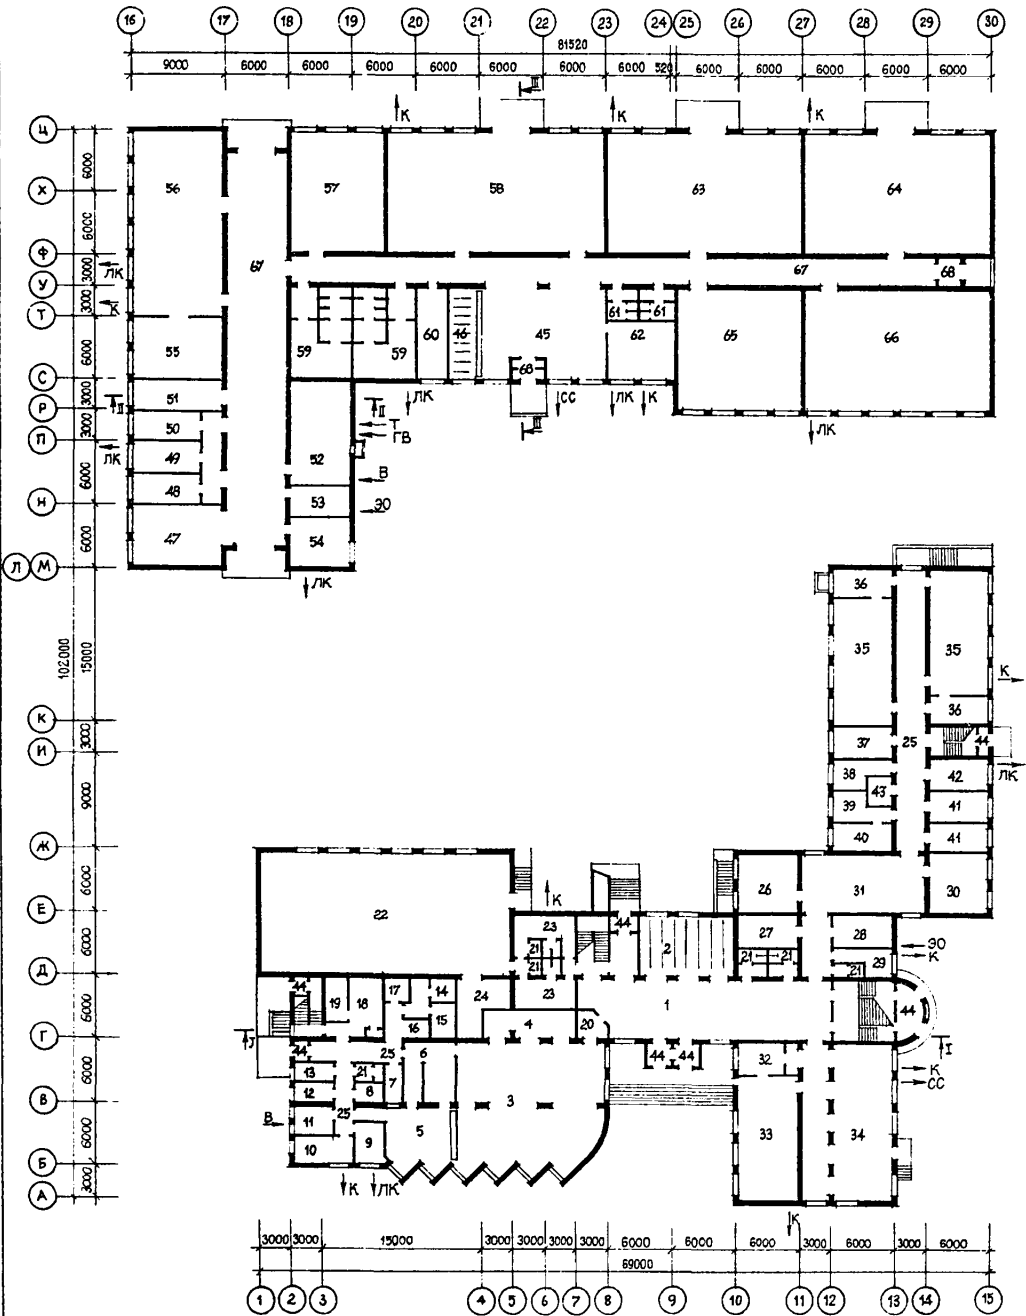 16 17 18 19 20 21 22 23 24 25 26 27 28 29 30
81520
9000 6000 6000 6000 6000 6000 6000 6000 520 6000 6000 6000 6000 6000
II
К К К
Ц
6000
Х 56 57 58 63 64
6000
Ф
3000 ЛК 67 67 68
У
3000 К
Т 61 61
60 46 45 62 65 66
6000 55 59 59
68
С
3000 51 ЛК СС ЛК К
Р II II
3000 50 Т
П ГВ III ЛК
ЛК 49 52 В
6000 48
Н 53 ЭО
6000 47 54
Л М
ЛК
36
102000 15000 35 35
К
К 36
3000 37 25 44
И
38 42 ЛК
9000 43
39 41
40 41
Ж
6000 26 31 30
Е 22 К
23 44 27 28 ЭО
6000 21 2 К
21 21 21 21 29
Д
44 17 14 24 23
6000 19 18 1 44
16 15 4 20
Г
J 44 25 6 44 44 32 I
13 21 К
6000 12 8 7 СС
В 3
В 25
6000 11 5 33 34
10 9
Б
3000 К ЛК
А
К
3000 3000 15000 3000 3000 3000 3000 6000 6000 6000 3000 6000 3000 6000
69000
1 2 3 4 5 6 7 8 9 10 11 12 13 14 15